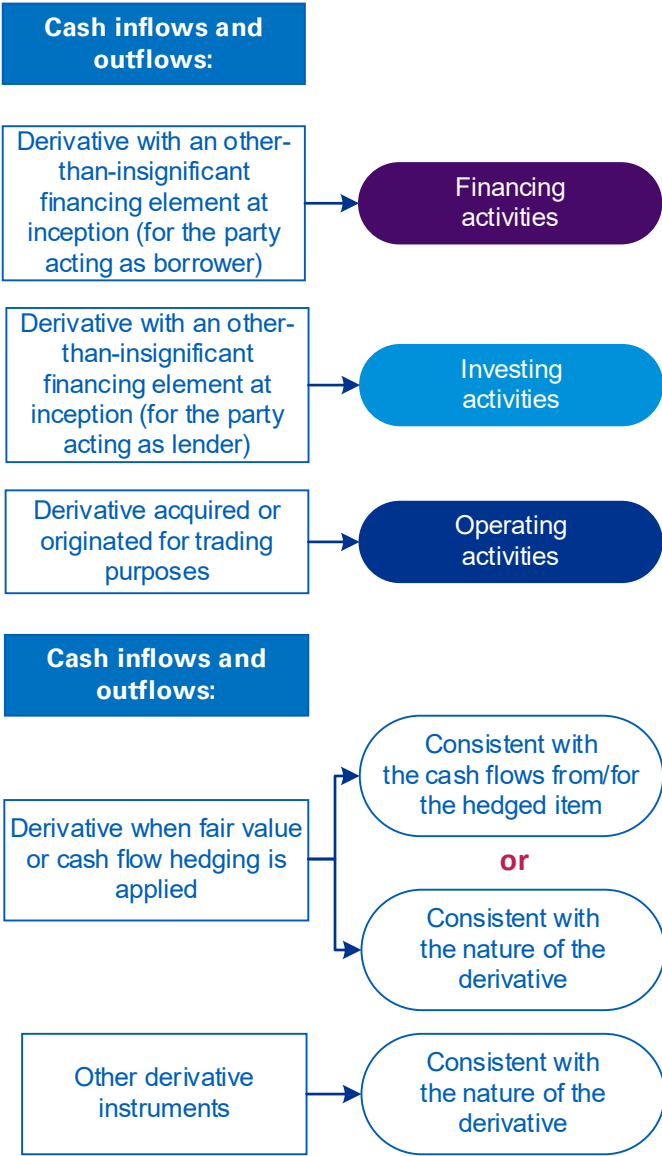 Cash inflows and
outflows:
Derivative with an other-
than-insignificant
financing element at
inception (for the party
acting as borrower)
Financing
activities
Derivative with an other-
than-insignificant
financing element at
inception (for the party
acting as lender)
Investing
activities
Derivative acquired or
originated for trading
purposes
Operating
activities
Cash inflows and
outflows:
Derivative when fair value
or cash flow hedging is
applied
Consistent with
the cash flows from/for
the hedged item
or
Consistent with
the nature of the
derivative
Other derivative
instruments
Consistent with
the nature of the
derivative